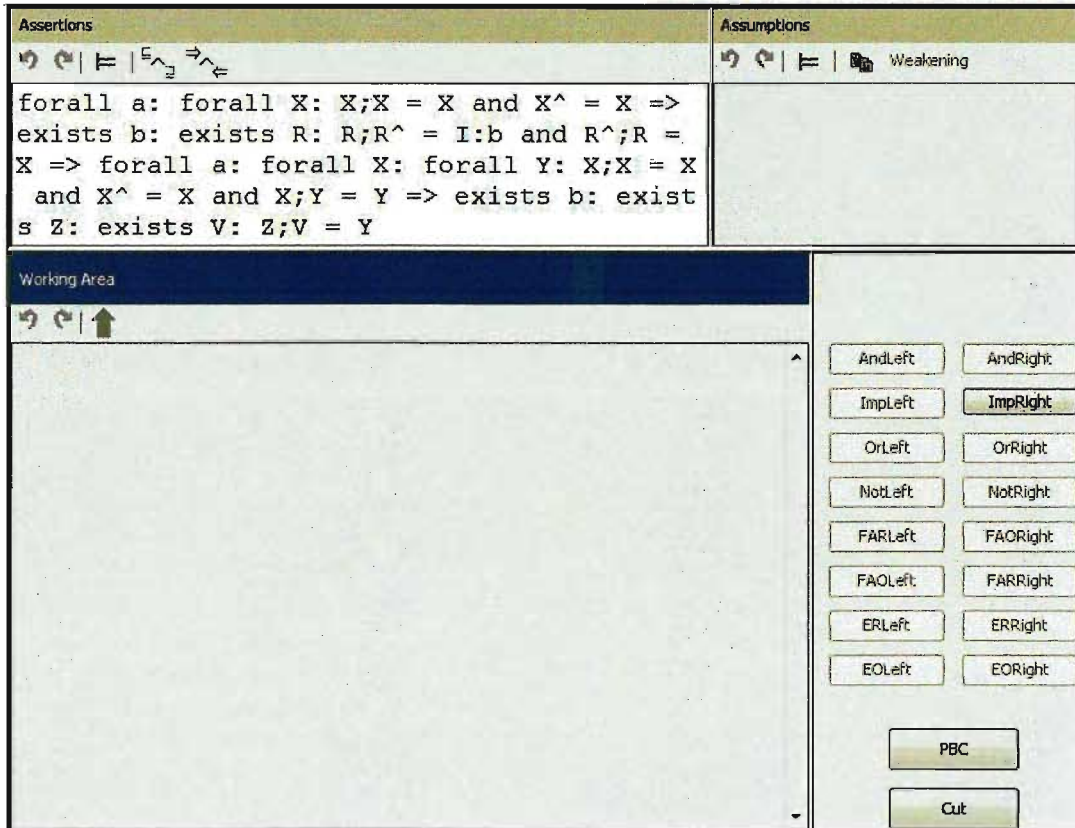 Assertions
Assumptions
Weakening
forall a: forall X: X;X = X and X^ = X =>
exists b: exists R: R;R^ = I:b and R^;R =
X => forall a: forall X: forall Y: X;X = X
and X^ = X and X;Y = Y => exists b: exist
s Z: exists V: Z;V = Y
Working Area
AndLeft AndRight
ImpLeft ImpRight
OrLeft OrRight
NotLeft NotRight
FARLeft FAORight
FAOLeft FARRight
ERLeft ERRight
EOLeft EORight
PBC
Cut